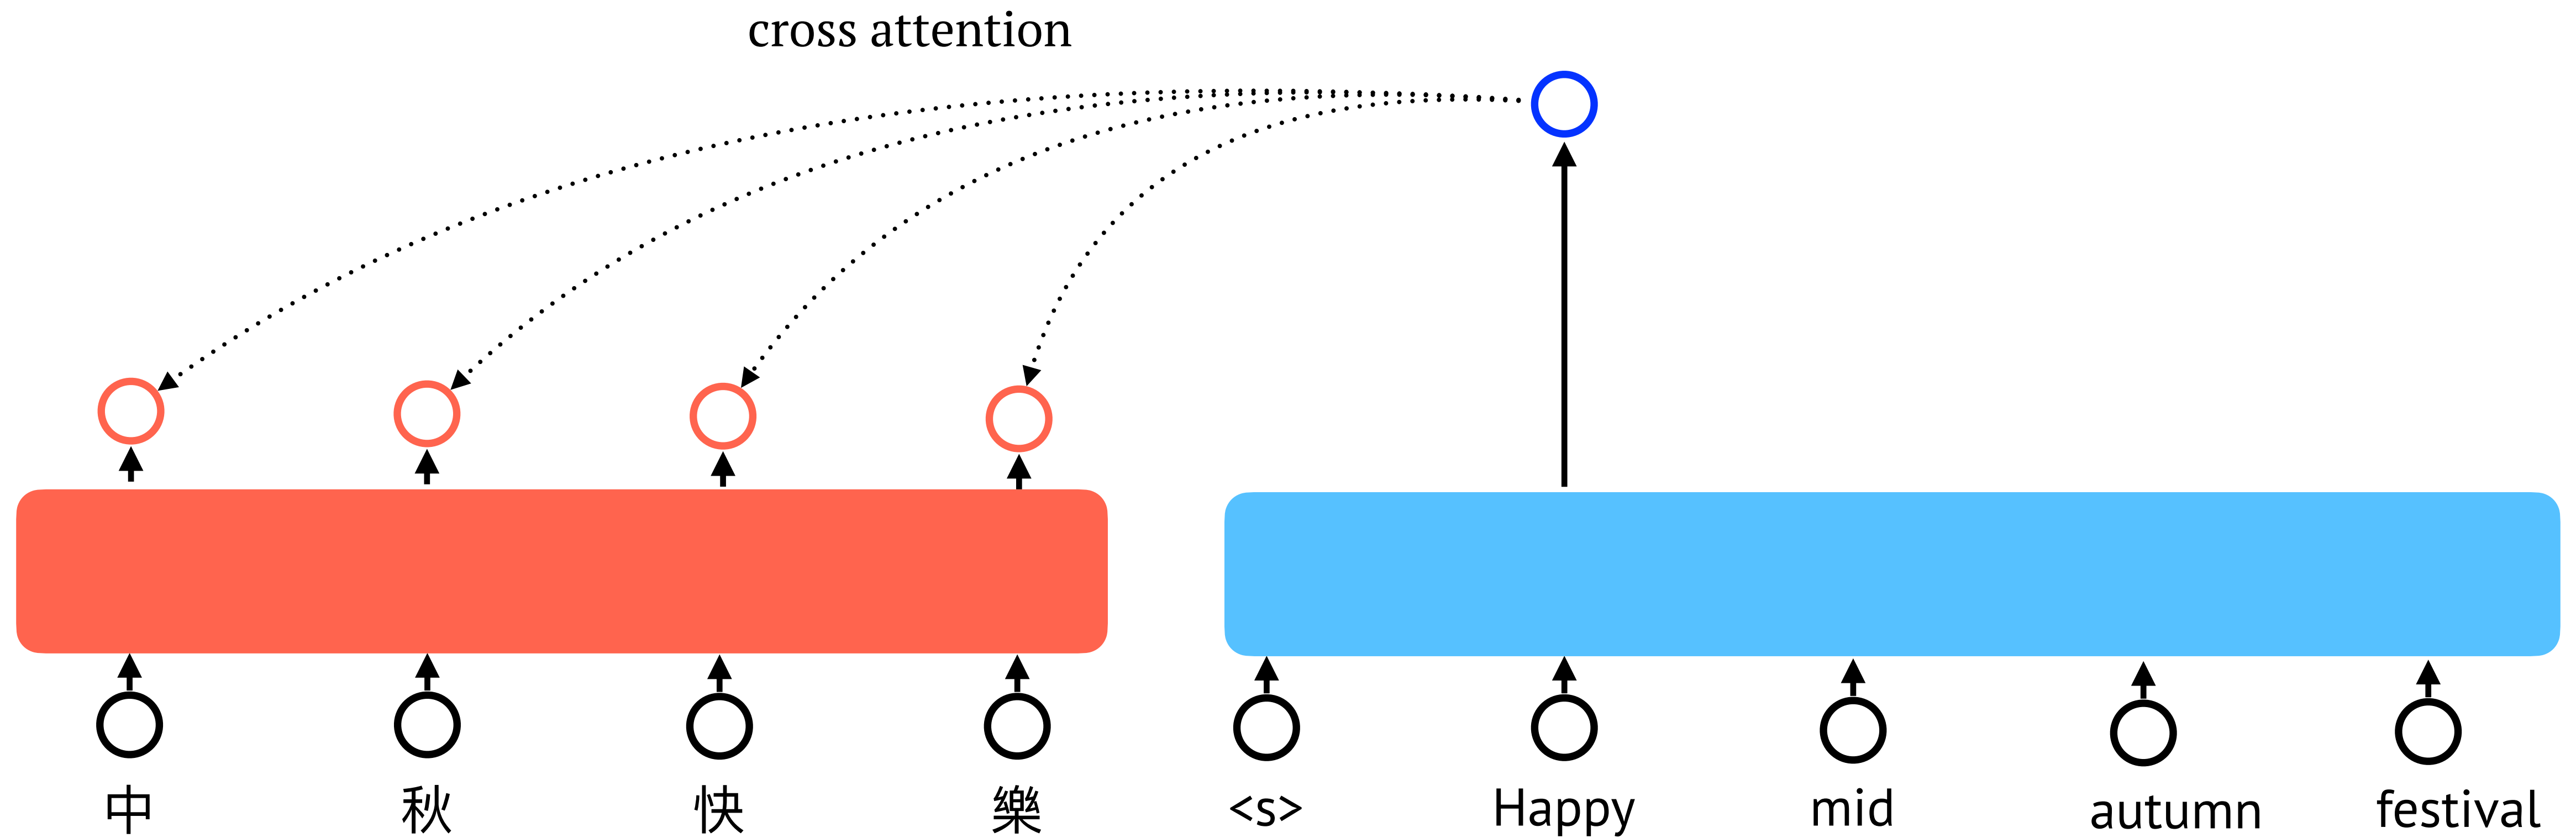 cross attention
中 秋 快 樂 <s> Happy mid autumn festival